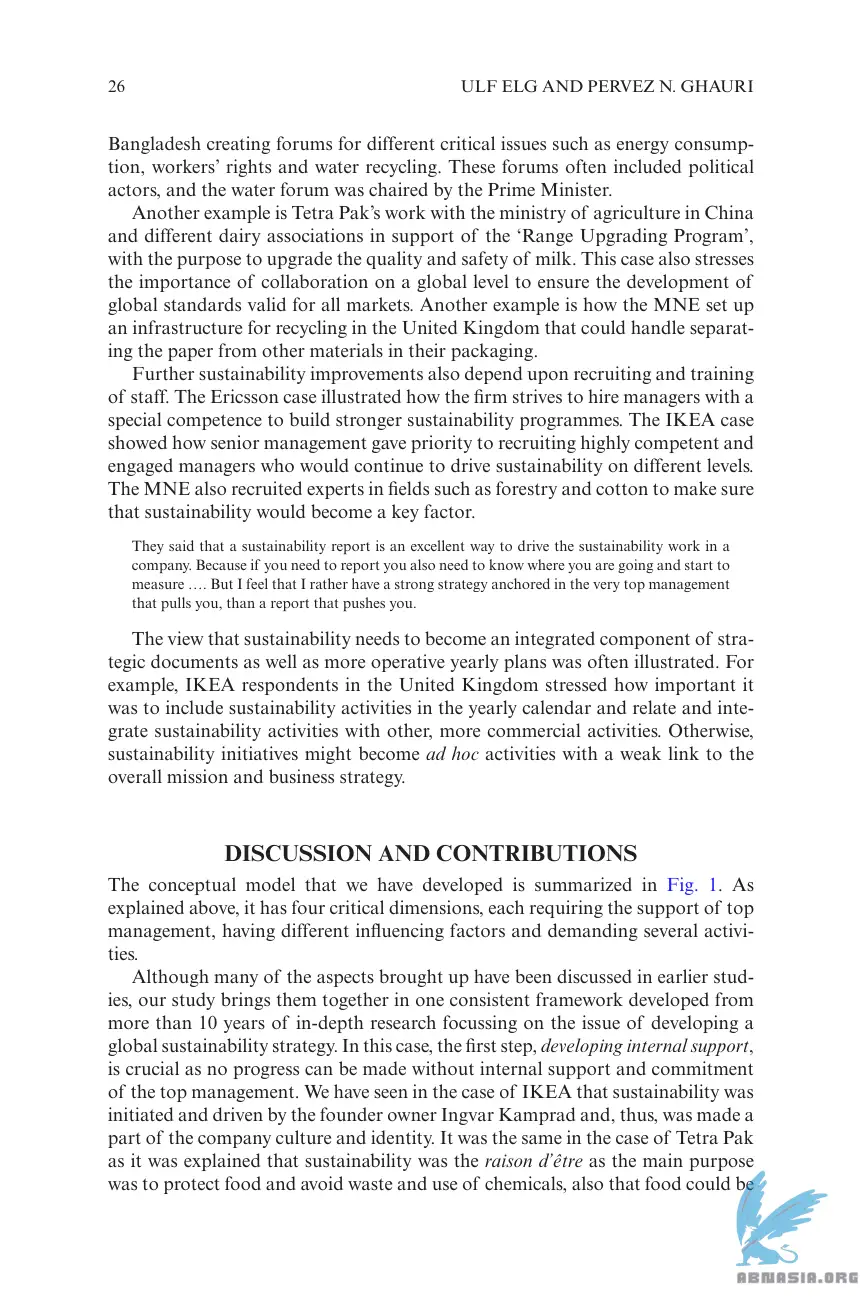 26
ULF ELG AND PERVEZ N. GHAURI
Bangladesh creating forums for different critical issues such as energy consump-
tion, workers’ rights and water recycling. These forums often included political
actors, and the water forum was chaired by the Prime Minister.
Another example is Tetra Pak’s work with the ministry of agriculture in China
and different dairy associations in support of the ‘Range Upgrading Program’,
with the purpose to upgrade the quality and safety of milk. This case also stresses
the importance of collaboration on a global level to ensure the development of
global standards valid for all markets. Another example is how the MNE set up
an infrastructure for recycling in the United Kingdom that could handle separat-
ing the paper from other materials in their packaging.
Further sustainability improvements also depend upon recruiting and training
of staff. The Ericsson case illustrated how the firm strives to hire managers with a
special competence to build stronger sustainability programmes. The IKEA case
showed how senior management gave priority to recruiting highly competent and
engaged managers who would continue to drive sustainability on different levels.
The MNE also recruited experts in fields such as forestry and cotton to make sure
that sustainability would become a key factor.
They said that a sustainability report is an excellent way to drive the sustainability work in a
company. Because if you need to report you also need to know where you are going and start to
measure …. But I feel that I rather have a strong strategy anchored in the very top management
that pulls you, than a report that pushes you.
The view that sustainability needs to become an integrated component of stra-
tegic documents as well as more operative yearly plans was often illustrated. For
example, IKEA respondents in the United Kingdom stressed how important it
was to include sustainability activities in the yearly calendar and relate and inte-
grate sustainability activities with other, more commercial activities. Otherwise,
sustainability initiatives might become ad hoc activities with a weak link to the
overall mission and business strategy.
DISCUSSION AND CONTRIBUTIONS
The conceptual model that we have developed is summarized in Fig. 1. As
explained above, it has four critical dimensions, each requiring the support of top
management, having different influencing factors and demanding several activi-
ties.
Although many of the aspects brought up have been discussed in earlier stud-
ies, our study brings them together in one consistent framework developed from
more than 10 years of in-depth research focussing on the issue of developing a
global sustainability strategy. In this case, the first step, developing internal support,
is crucial as no progress can be made without internal support and commitment
of the top management. We have seen in the case of IKEA that sustainability was
initiated and driven by the founder owner Ingvar Kamprad and, thus, was made a
part of the company culture and identity. It was the same in the case of Tetra Pak
as it was explained that sustainability was the raison d’être as the main purpose
was to protect food and avoid waste and use of chemicals, also that food could be
ABNASIA.ORG